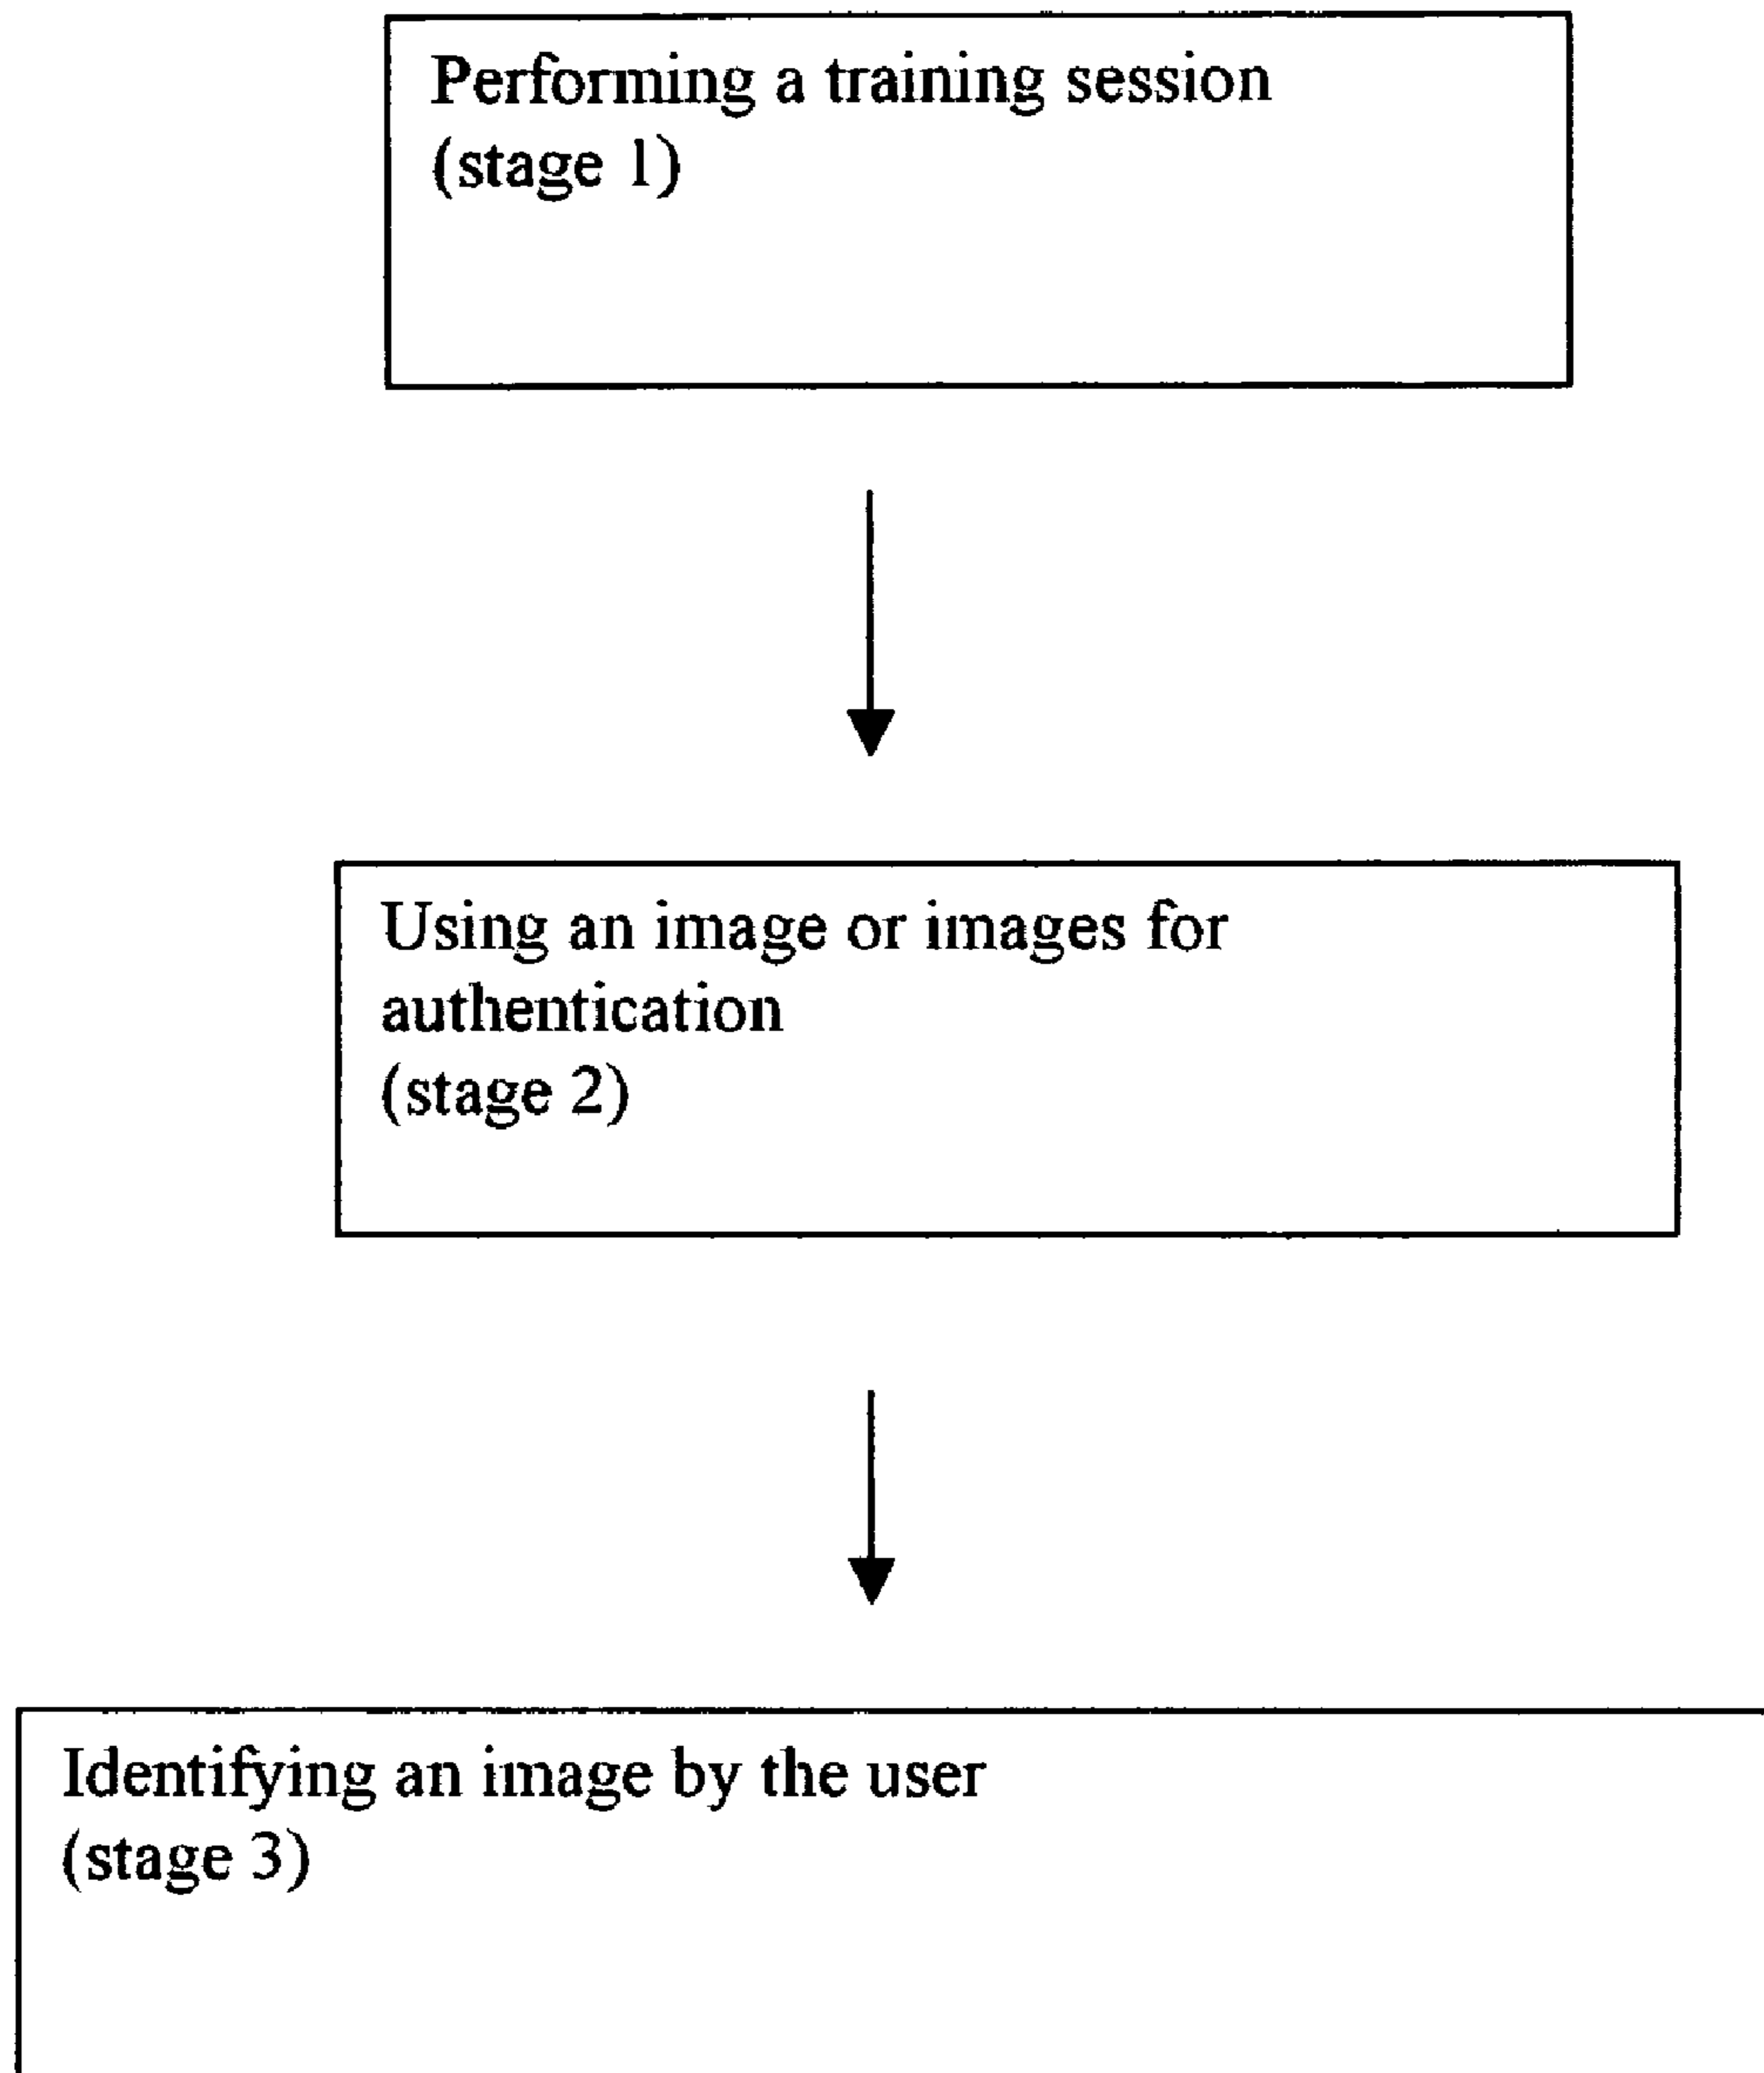 Performing a training session
(stage 1)
Using an image or images for
authentication
(stage 2)
Identifying an image by the user
(stage 3)